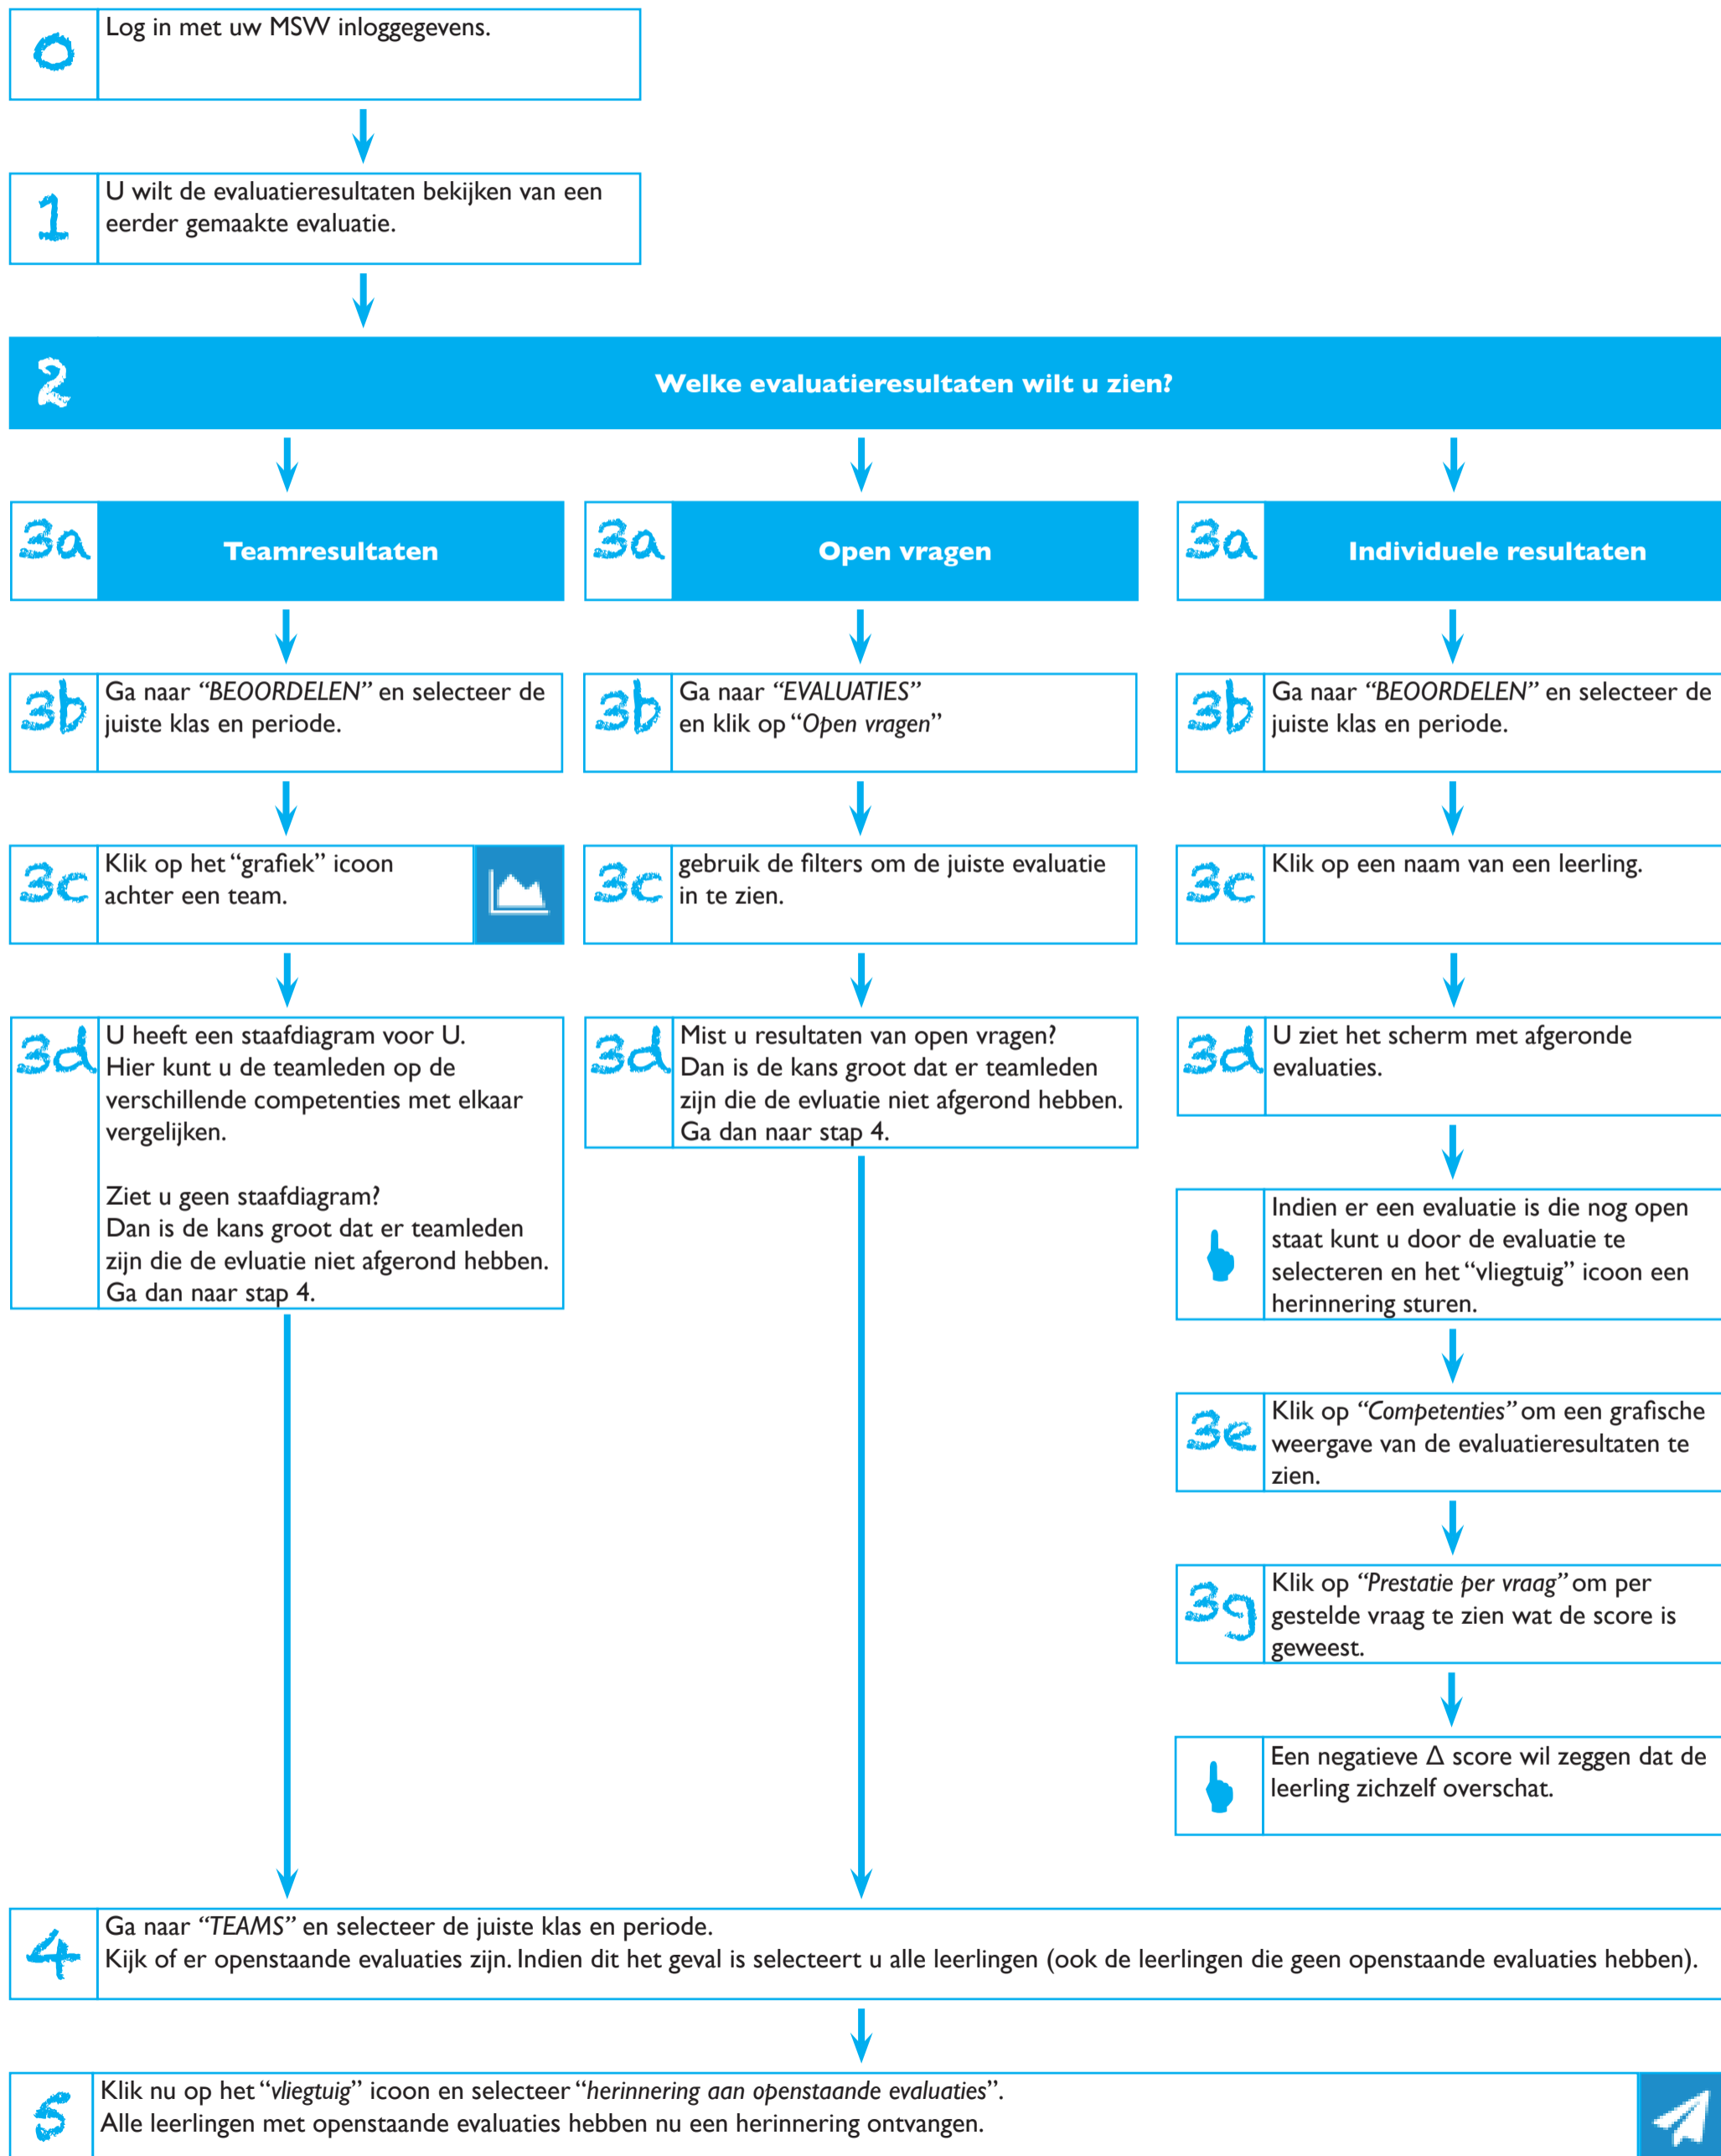 0
Log in met uw MSW inloggegevens.
1
U wilt de evaluatieresultaten bekijken van een
eerder gemaakte evaluatie.
2
Welke evaluatieresultaten wilt u zien?
3a
Teamresultaten
3b
Ga naar “BEOORDELEN” en selecteer de
juiste klas en periode.
3c
Klik op het “grafiek” icoon
achter een team.
3d
U heeft een staafdiagram voor U.
Hier kunt u de teamleden op de
verschillende competenties met elkaar
vergelijken.
Ziet u geen staafdiagram?
Dan is de kans groot dat er teamleden
zijn die de evluatie niet afgerond hebben.
Ga dan naar stap 4.
3a
Open vragen
3b
Ga naar “EVALUATIES”
en klik op “Open vragen”
3c
gebruik de filters om de juiste evaluatie
in te zien.
3d
Mist u resultaten van open vragen?
Dan is de kans groot dat er teamleden
zijn die de evluatie niet afgerond hebben.
Ga dan naar stap 4.
3a
Individuele resultaten
3b
Ga naar “BEOORDELEN” en selecteer de
juiste klas en periode.
3c
Klik op een naam van een leerling.
3d
U ziet het scherm met afgeronde
evaluaties.
Indien er een evaluatie is die nog open
staat kunt u door de evaluatie te
selecteren en het “vliegtuig” icoon een
herinnering sturen.
3e
Klik op “Competenties” om een grafische
weergave van de evaluatieresultaten te
zien.
3g
Klik op “Prestatie per vraag” om per
gestelde vraag te zien wat de score is
geweest.
Een negatieve Δ score wil zeggen dat de
leerling zichzelf overschat.
4
Ga naar “TEAMS” en selecteer de juiste klas en periode.
Kijk of er openstaande evaluaties zijn. Indien dit het geval is selecteert u alle leerlingen (ook de leerlingen die geen openstaande evaluaties hebben).
5
Klik nu op het “vliegtuig” icoon en selecteer “herinnering aan openstaande evaluaties”.
Alle leerlingen met openstaande evaluaties hebben nu een herinnering ontvangen.